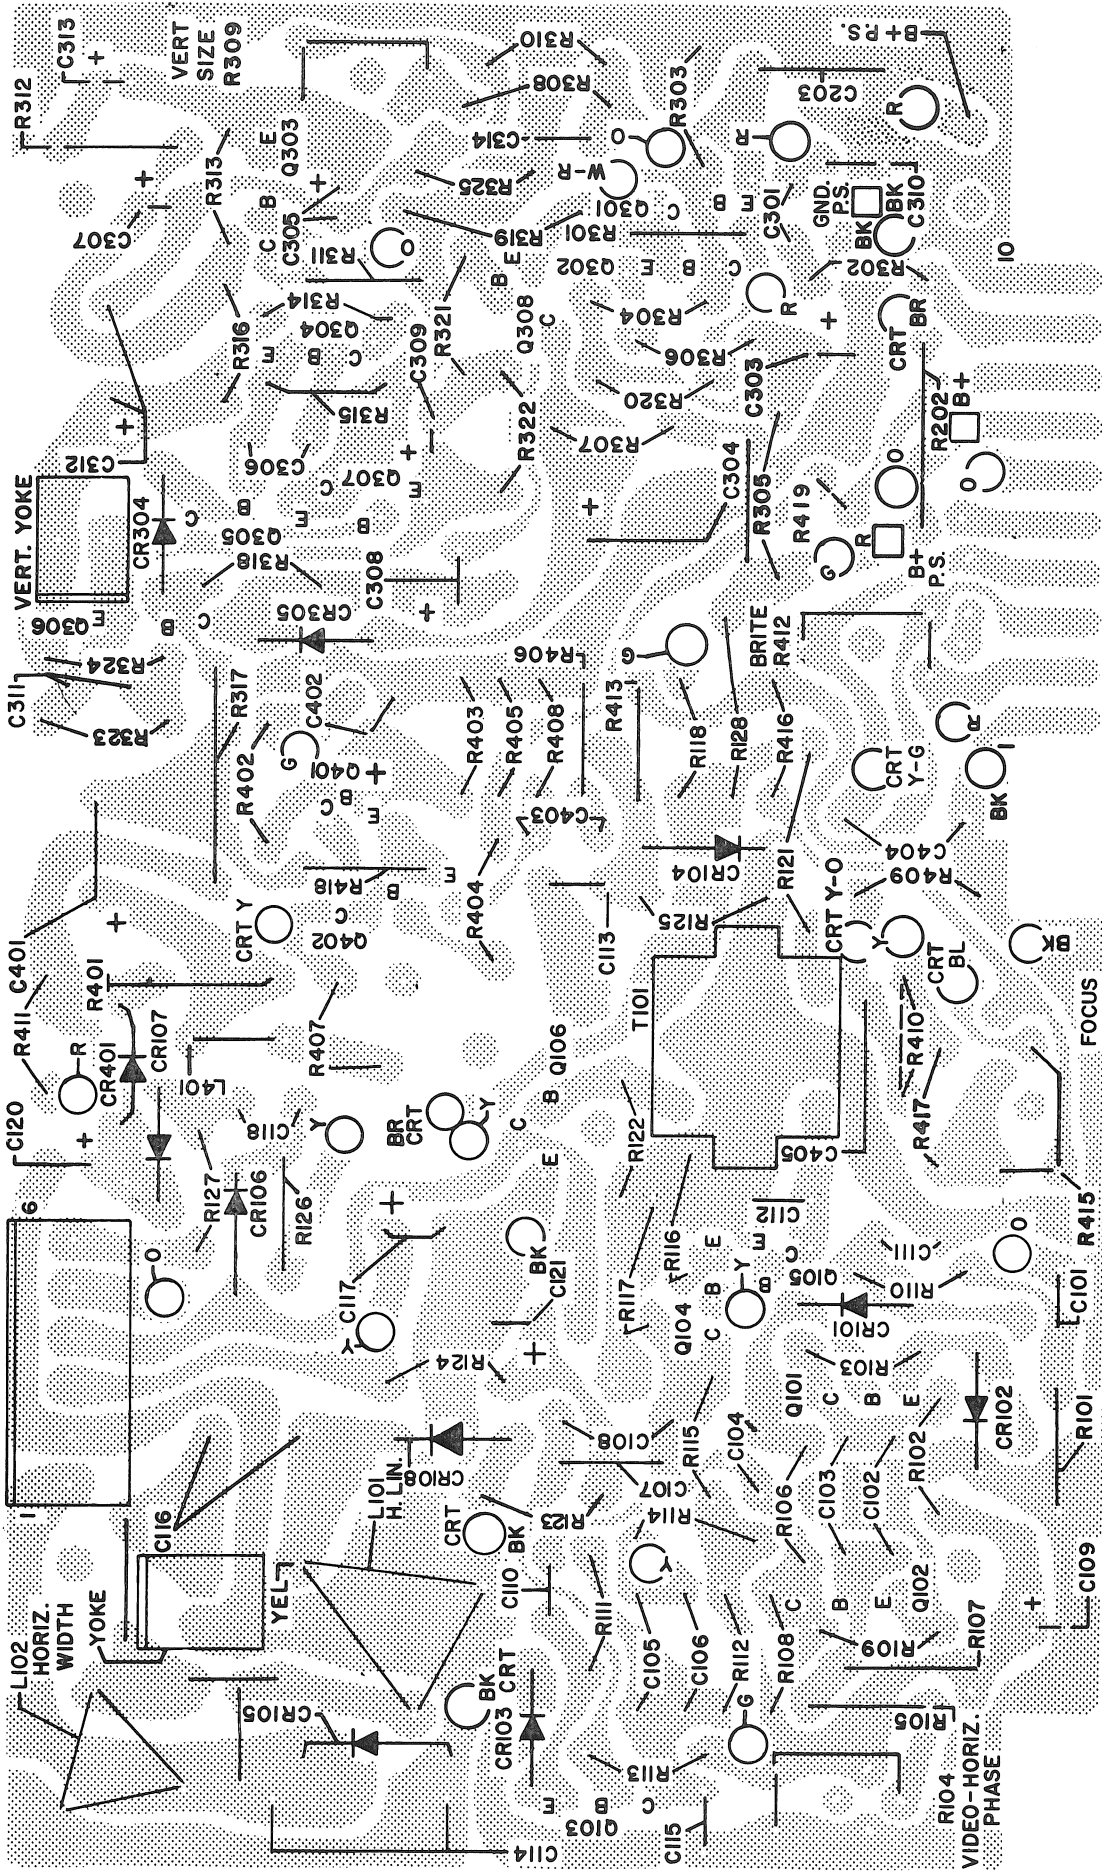 R312
C313
+
VERT
SIZE
R309
R310
R308
R303
B+P.S.
C203
R
C314
O
R
W-R
R325
R313
E
Q303
B
C
+
C305
+
C307
R311
O
R319
Q301
R301
C
B
E
C301
GND.
P.S.
BK
BK
C310
Q302
E
B
C
R302
10
R314
Q304
E
B
C
R316
R315
C309
R321
E
B
Q308
C
R304
R306
R320
R307
R
+
C303
CRT
BR
R202
B+
R322
+
C312
VERT. YOKE
CR304
C306
Q307
C
B
E
+
C
B
E
Q305
R318
C308
+
+
C304
R305
R419
O
O
R
G
B+
P.S.
Q306
E
B
C
CR305
C311
R324
R323
R317
R402
C402
G
Q401
+
C
B
E
R406
R403
R405
R408
R413
G
R118
R128
BRITE
R412
R416
CRT
Y-G
R
BK
1
C403
CR104
C404
R409
R121
R418
B
E
C
Q402
R404
C401
+
CRT Y
C113
R125
CRT Y-O
Y
CRT
BL
BK
R411
R401
R
CR401
CR107
L401
R407
T101
Q106
B
C
E
R410
R417
FOCUS
C120
+
C118
Y
BR
CRT
Y
R122
C405
R127
CR106
R126
+
R116
C112
E
C
B
Q105
C111
R110
R415
O
6
O
C117
Y
BK
C121
+
R117
E
B
Y
C
Q104
CR101
C101
R124
R103
Q101
C
B
E
CR102
R101
CR108
C108
R115
C104
1
C116
L101
H. LIN.
CRT
BK
R123
C107
R114
R106
C103
C102
R102
YEL
C110
Y
C
B
E
Q102
+
C109
L102
HORIZ.
WIDTH
YOKE
R111
C105
C106
R112
R108
R109
R107
CR105
BK
CRT
CR103
G
R105
R113
E
B
C
Q103
C114
C115
R104
VIDEO-HORIZ.
PHASE